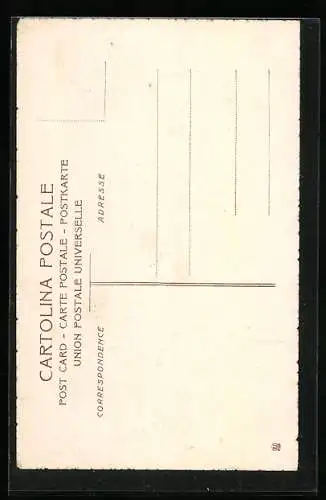 CARTOLINA POSTALE
POST CARD - CARTE POSTALE - POSTKARTE
UNION POSTALE UNIVERSELLE
CORRESPONDENCE
ADRESSE